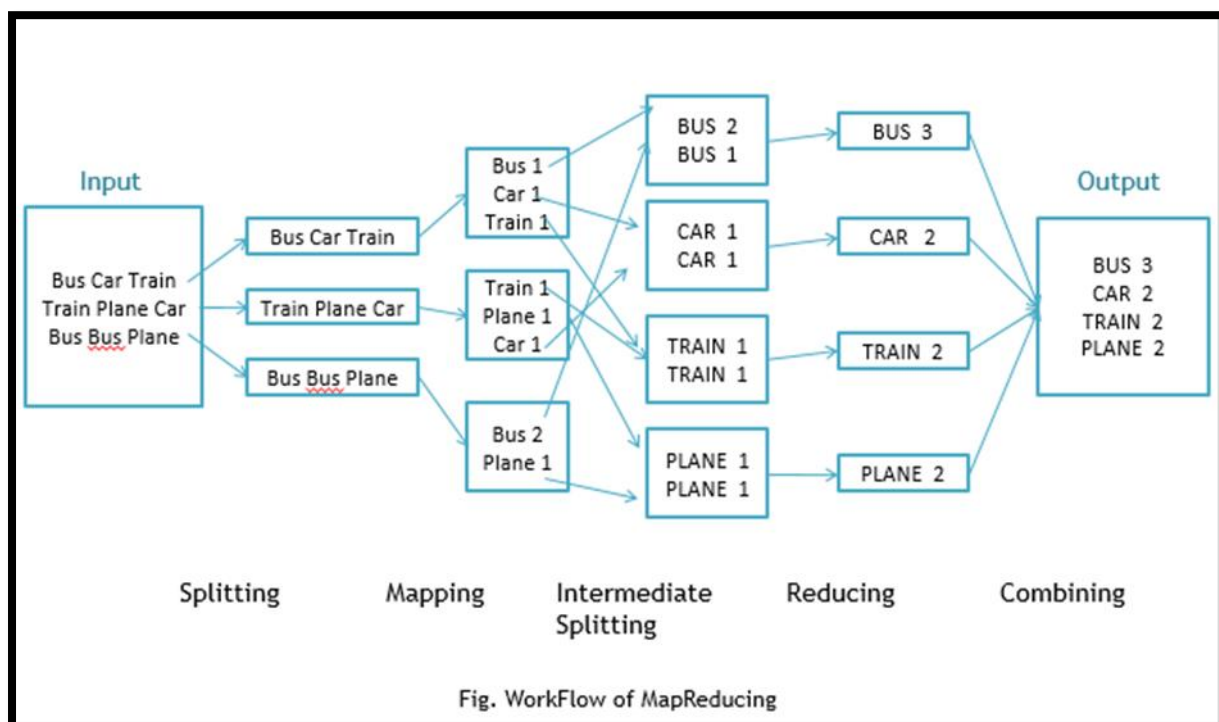 Input
Bus Car Train
Train Plane Car
Bus Bus Plane
Bus Car Train
Train Plane Car
Bus Bus Plane
Bus 1
Car 1
Train 1
Train 1
Plane 1
Car 1
Bus 2
Plane 1
BUS 2
BUS 1
CAR 1
CAR 1
TRAIN 1
TRAIN 1
PLANE 1
PLANE 1
BUS 3
CAR 2
TRAIN 2
PLANE 2
Output
BUS 3
CAR 2
TRAIN 2
PLANE 2
Splitting
Mapping
Intermediate
Splitting
Reducing
Combining
Fig. WorkFlow of MapReducing